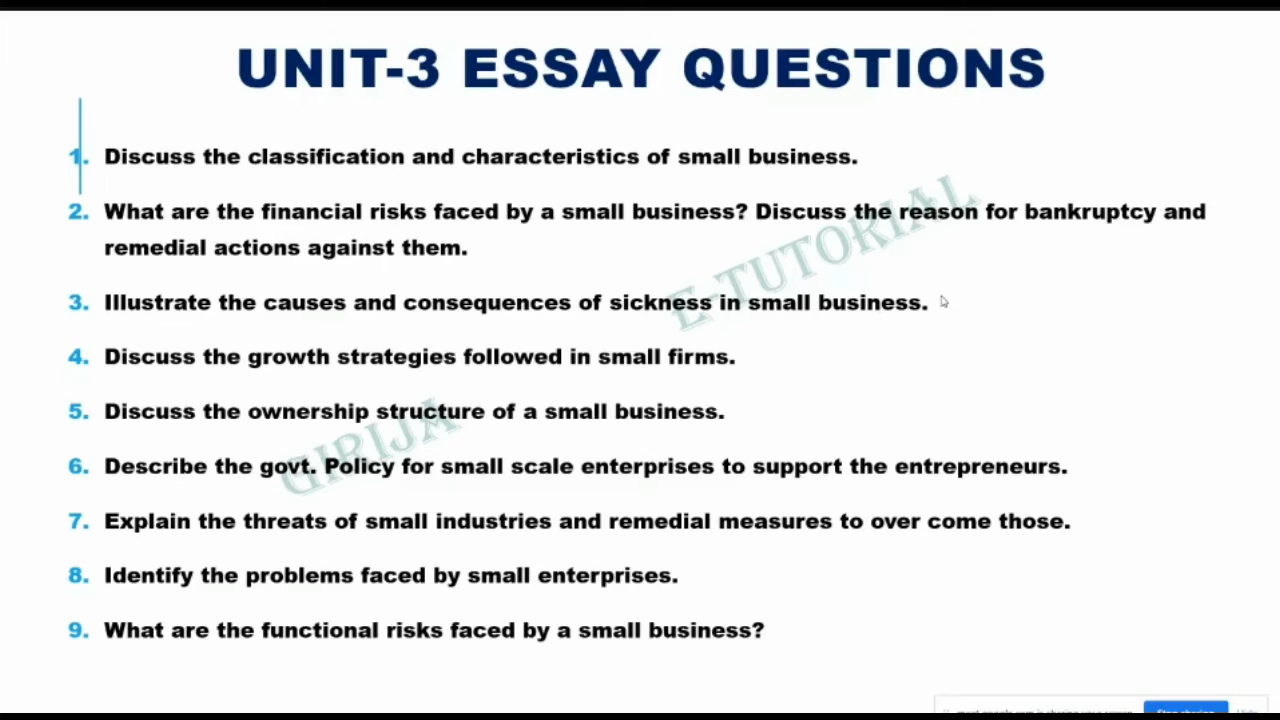 UNIT-3 ESSAY QUESTIONS
1. Discuss the classification and characteristics of small business.
2. What are the financial risks faced by a small business? Discuss the reason for bankruptcy and
remedial actions against them.
3. Illustrate the causes and consequences of sickness in small business.
4. Discuss the growth strategies followed in small firms.
5. Discuss the ownership structure of a small business.
6. Describe the govt. Policy for small scale enterprises to support the entrepreneurs.
7. Explain the threats of small industries and remedial measures to over come those.
8. Identify the problems faced by small enterprises.
9. What are the functional risks faced by a small business?
GIRIJA E-TUTORIAL